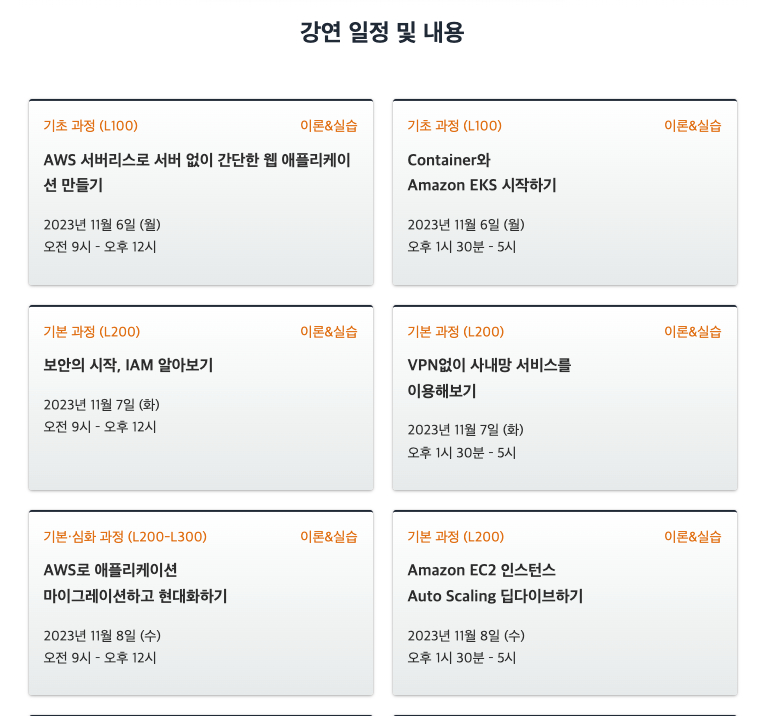 강연 일정 및 내용
기초 과정 (L100) 이론&실습
AWS 서버리스로 서버 없이 간단한 웹 애플리케이
션 만들기
2023년 11월 6일 (월)
오전 9시 - 오후 12시
기초 과정 (L100) 이론&실습
Container와
Amazon EKS 시작하기
2023년 11월 6일 (월)
오후 1시 30분 - 5시
기본 과정 (L200) 이론&실습
보안의 시작, IAM 알아보기
2023년 11월 7일 (화)
오전 9시 - 오후 12시
기본 과정 (L200) 이론&실습
VPN없이 사내망 서비스를
이용해보기
2023년 11월 7일 (화)
오후 1시 30분 - 5시
기본·심화 과정 (L200-L300) 이론&실습
AWS로 애플리케이션
마이그레이션하고 현대화하기
2023년 11월 8일 (수)
오전 9시 - 오후 12시
기본 과정 (L200) 이론&실습
Amazon EC2 인스턴스
Auto Scaling 딥다이브하기
2023년 11월 8일 (수)
오후 1시 30분 - 5시